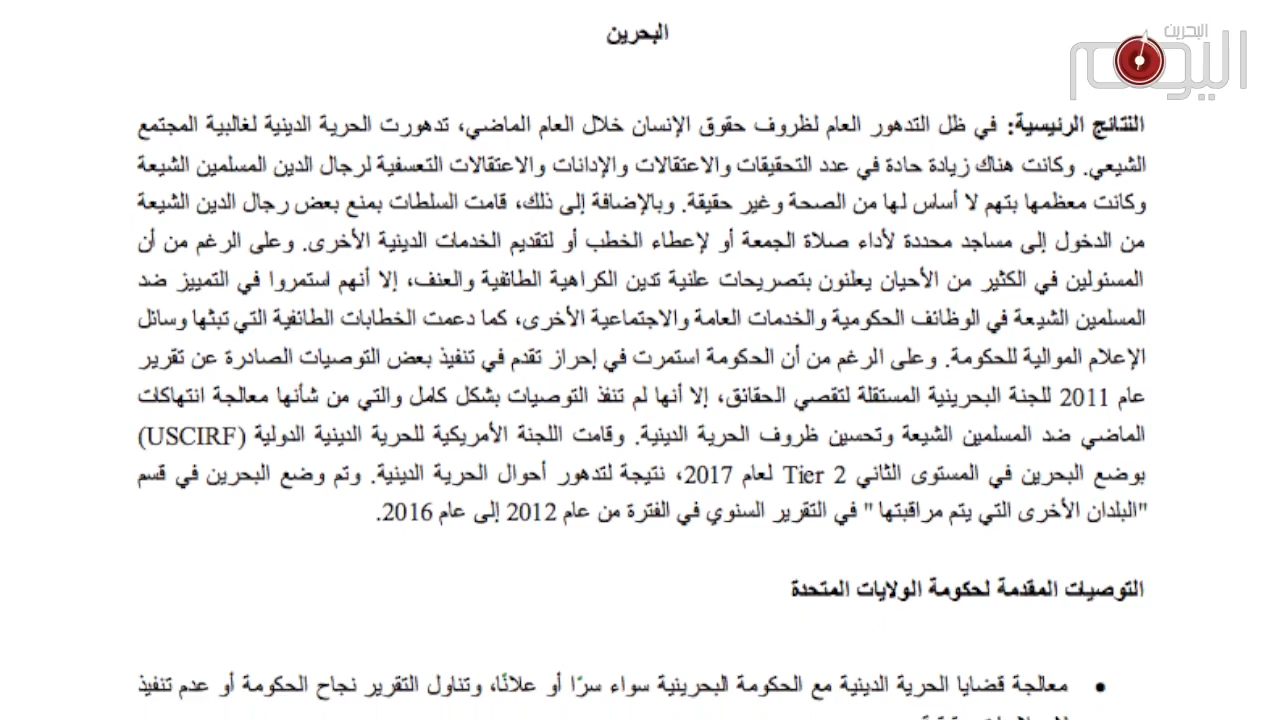 البحرين
البحرين
اليوم
النتائج الرئيسية: في ظل التدهور العام لظروف حقوق الإنسان خلال العام الماضي، تدهورت الحرية الدينية لغالبية المجتمع
الشيعي. وكانت هناك زيادة حادة في عدد التحقيقات والاعتقالات والإدانات والاعتقالات التعسفية لرجال الدين المسلمين الشيعة
وكانت معظمها بتهم لا أساس لها من الصحة وغير حقيقة. وبالإضافة إلى ذلك، قامت السلطات بمنع بعض رجال الدين الشيعة
من الدخول إلى مساجد محددة لأداء صلاة الجمعة أو لإعطاء الخطب أو لتقديم الخدمات الدينية الأخرى. وعلى الرغم من أن
المسئولين في الكثير من الأحيان يعلنون بتصريحات علنية تدين الكراهية الطائفية والعنف، إلا أنهم استمروا في التمييز ضد
المسلمين الشيعة في الوظائف الحكومية والخدمات العامة والاجتماعية الأخرى، كما دعمت الخطابات الطائفية التي تبثها وسائل
الإعلام الموالية للحكومة. وعلى الرغم من أن الحكومة استمرت في إحراز تقدم في تنفيذ بعض التوصيات الصادرة عن تقرير
عام 2011 للجنة البحرينية المستقلة لتقصي الحقائق، إلا أنها لم تنفذ التوصيات بشكل كامل والتي من شأنها معالجة انتهاكات
الماضي ضد المسلمين الشيعة وتحسين ظروف الحرية الدينية. وقامت اللجنة الأمريكية للحرية الدينية الدولية (USCIRF)
بوضع البحرين في المستوى الثاني Tier 2 لعام 2017، نتيجة لتدهور أحوال الحرية الدينية. وتم وضع البحرين في قسم
"البلدان الأخرى التي يتم مراقبتها " في التقرير السنوي في الفترة من عام 2012 إلى عام 2016.
التوصيات المقدمة لحكومة الولايات المتحدة
• معالجة قضايا الحرية الدينية مع الحكومة البحرينية سواء سرًا أو علانًا، وتناول التقرير نجاح الحكومة أو عدم تنفيذ